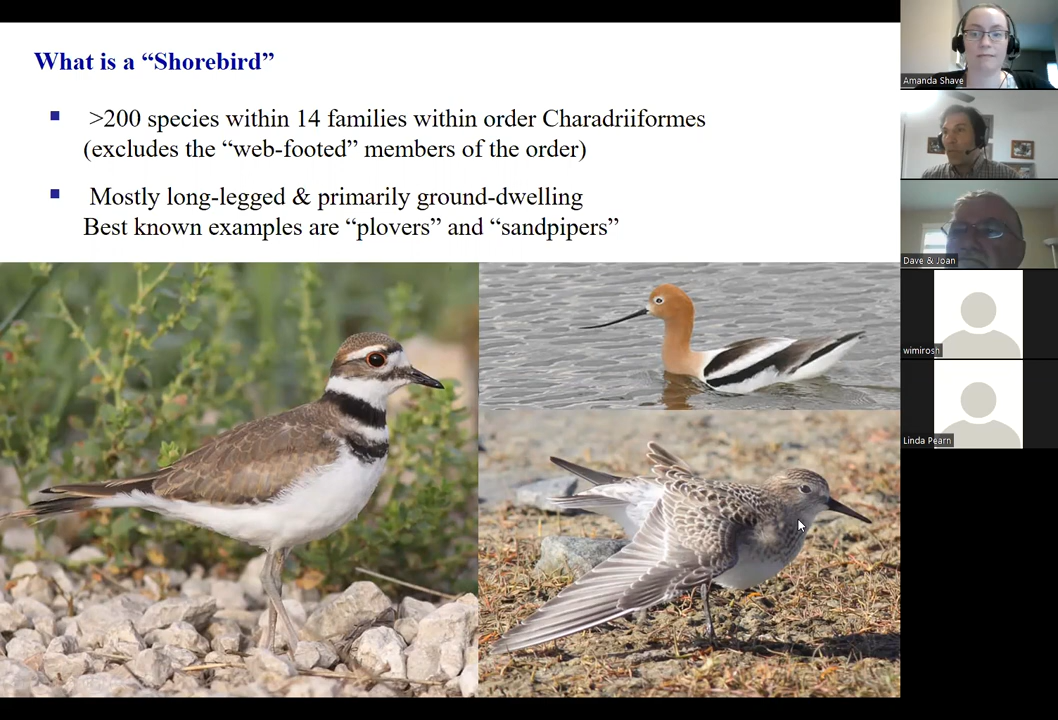 What is a “Shorebird”
>200 species within 14 families within order Charadriiformes
(excludes the “web-footed” members of the order)
Mostly long-legged & primarily ground-dwelling
Best known examples are “plovers” and “sandpipers”
Amanda Shave
Dave & Joan
wimirosh
Linda Pearn